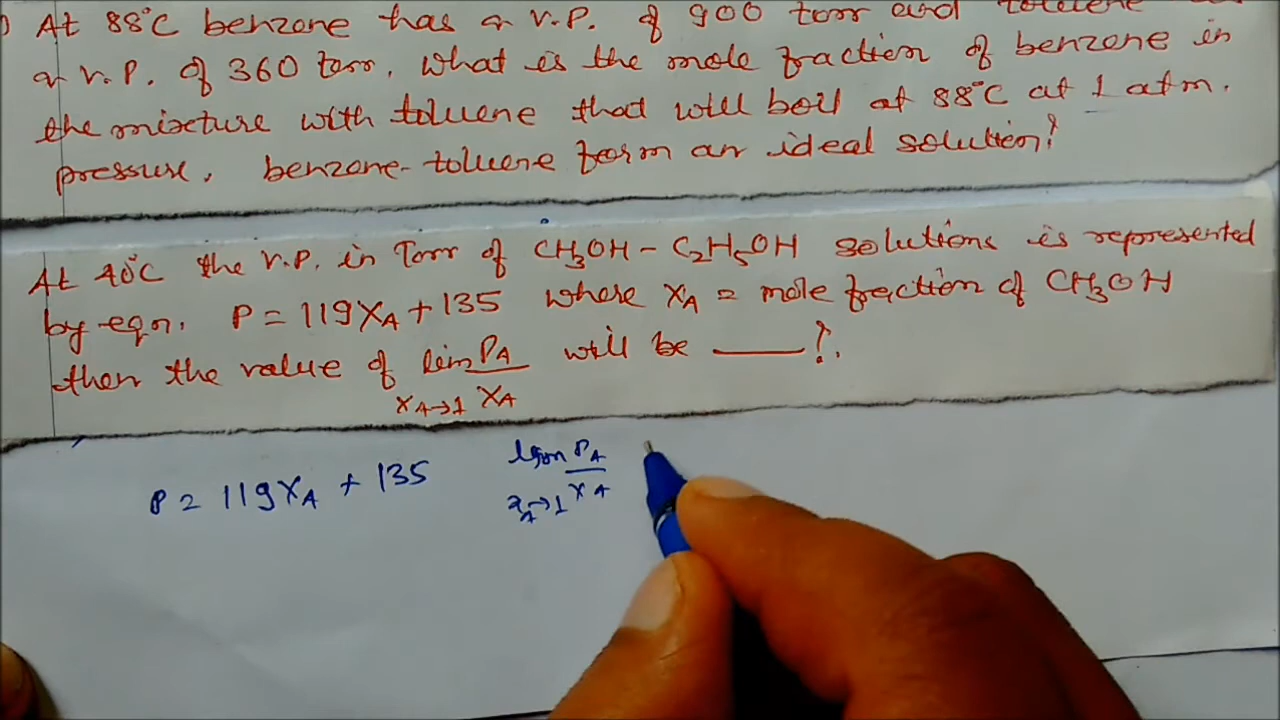 ) At 88°C benzene has a V.P. of 900 torr and toluene
a V.P. of 360 torr. What is the mole fraction of benzene in
the mixture with toluene that will boil at 88°C at 1 atm.
pressure, benzene-toluene form an ideal solution?
At 40°C the V.P. in Torr of CH3OH - C2H5OH solutions is represented
by eqn. P = 119XA + 135 where XA = mole fraction of CH3OH
then the value of lim PA/XA will be ____?.
XA→1
P = 119XA + 135 lim PA/XA
xA→1